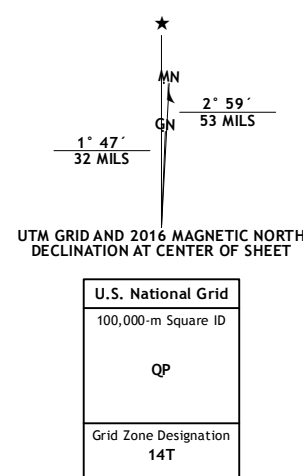 ★
MN
GN
2° 59´
53 MILS
1° 47´
32 MILS
UTM GRID AND 2016 MAGNETIC NORTH
DECLINATION AT CENTER OF SHEET
U.S. National Grid
100,000-m Square ID
QP
Grid Zone Designation
14T